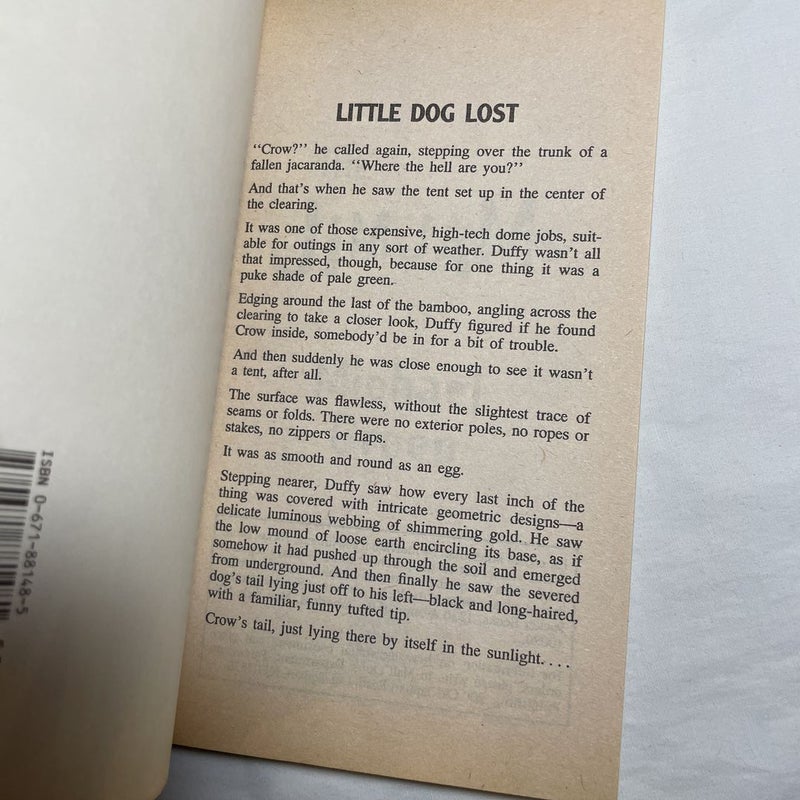 LITTLE DOG LOST
“Crow?” he called again, stepping over the trunk of a
fallen jacaranda. “Where the hell are you?”
And that’s when he saw the tent set up in the center of
the clearing.
It was one of those expensive, high-tech dome jobs, suit-
able for outings in any sort of weather. Duffy wasn’t all
that impressed, though, because for one thing it was a
puke shade of pale green.
Edging around the last of the bamboo, angling across the
clearing to take a closer look, Duffy figured if he found
Crow inside, somebody’d be in for a bit of trouble.
And then suddenly he was close enough to see it wasn’t
a tent, after all.
The surface was flawless, without the slightest trace of
seams or folds. There were no exterior poles, no ropes or
stakes, no zippers or flaps.
It was as smooth and round as an egg.
Stepping nearer, Duffy saw how every last inch of the
thing was covered with intricate geometric designs—a
delicate luminous webbing of shimmering gold. He saw
the low mound of loose earth encircling its base, as if
somehow it had pushed up through the soil and emerged
from underground. And then finally he saw the severed
dog’s tail lying just off to his left—black and long-haired,
with a familiar, funny tufted tip.
Crow’s tail, just lying there by itself in the sunlight. . . .
ISBN 0-671-88148-5